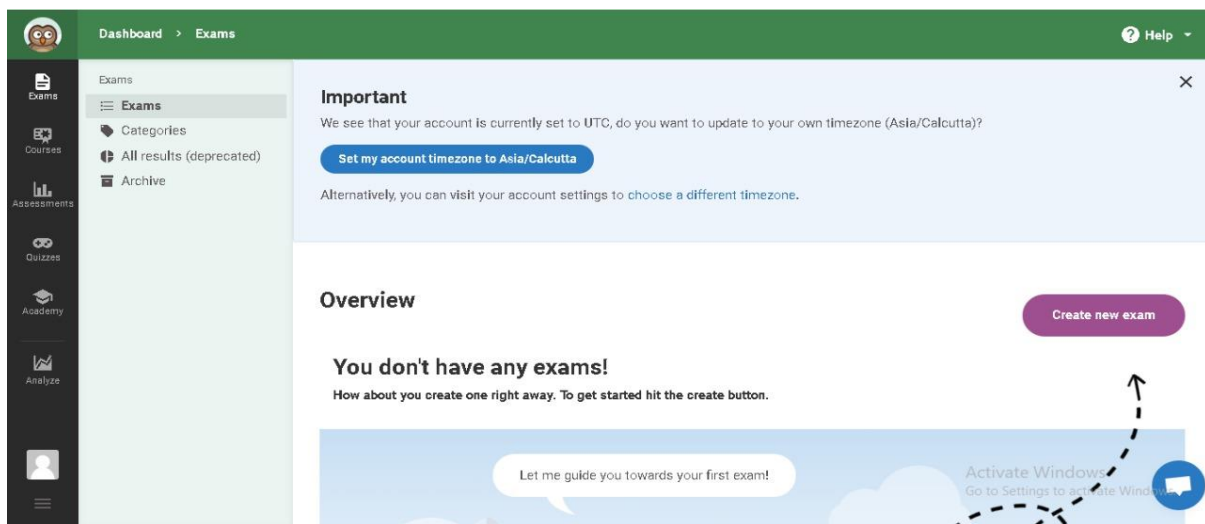 Dashboard > Exams
Help
Exams
Courses
Assessments
Quizzes
Academy
Analyze
Exams
Exams
Categories
All results (deprecated)
Archive
Important
We see that your account is currently set to UTC, do you want to update to your own timezone (Asia/Calcutta)?
Set my account timezone to Asia/Calcutta
Alternatively, you can visit your account settings to choose a different timezone.
Overview
Create new exam
You don't have any exams!
How about you create one right away. To get started hit the create button.
Let me guide you towards your first exam!
Activate Windows
Go to Settings to activate Windows